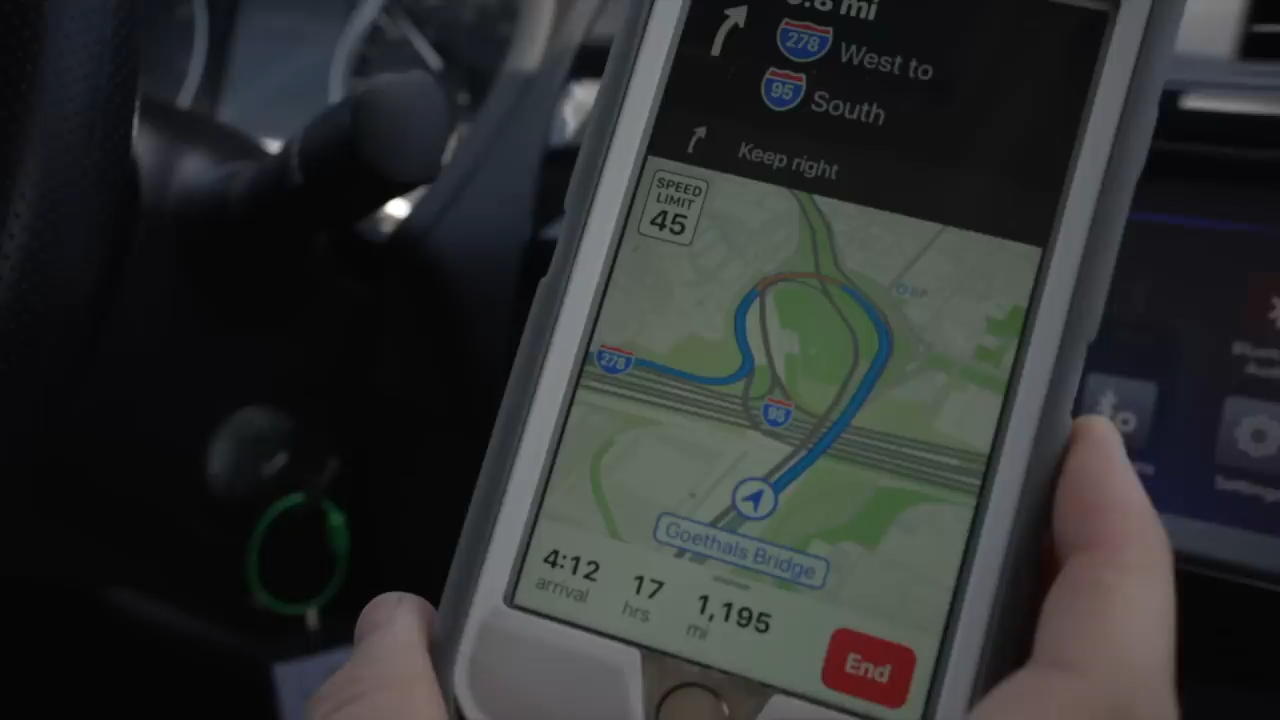 mi
278 West to
95 South
Keep right
SPEED
LIMIT
45
278
95
Goethals Bridge
4:12 17 1,195
arrival hrs mi
End